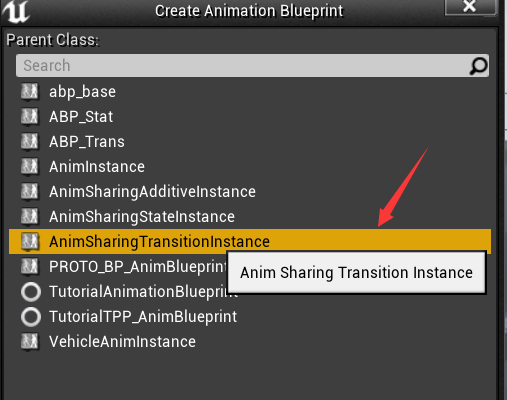 Create Animation Blueprint
Parent Class:
Search
abp_base
ABP_Stat
ABP_Trans
AnimInstance
AnimSharingAdditiveInstance
AnimSharingStateInstance
AnimSharingTransitionInstance
PROTO_BP_AnimBlueprint
Anim Sharing Transition Instance
TutorialAnimationBlueprint
TutorialTPP_AnimBlueprint
VehicleAnimInstance